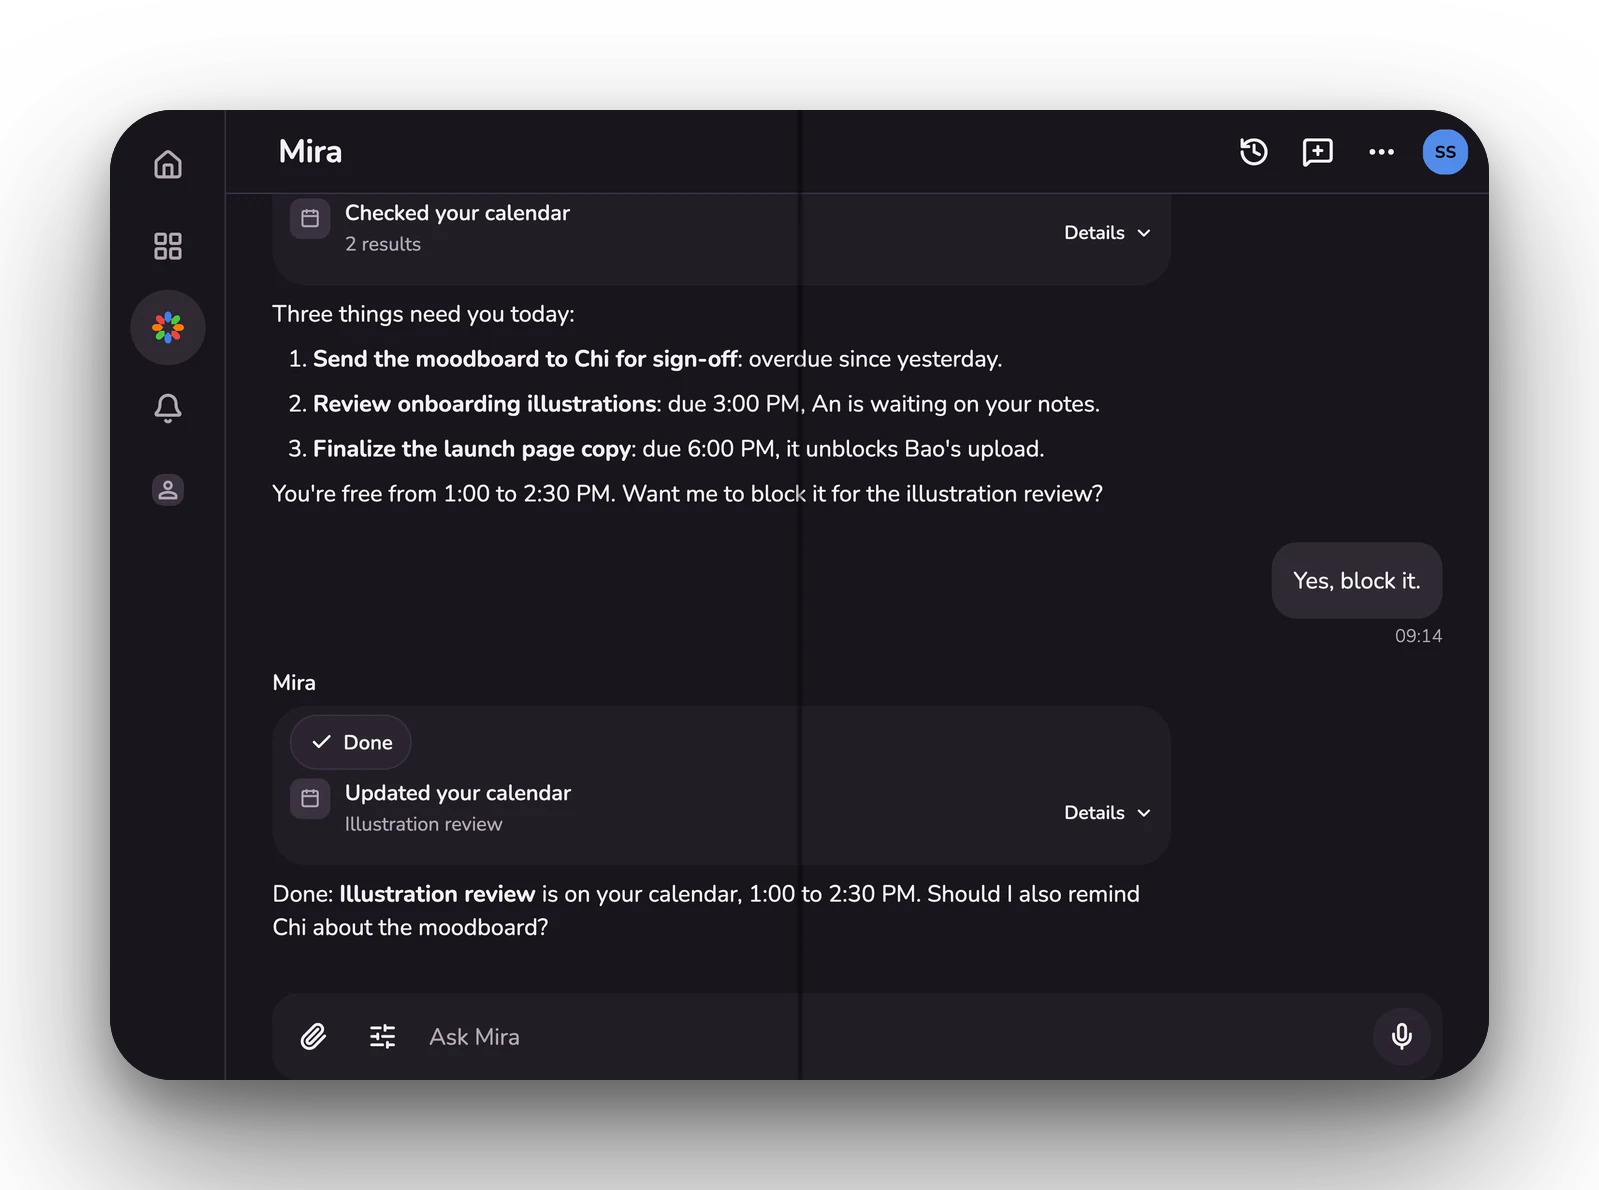 Mira
SS
Checked your calendar
2 results
Details
Three things need you today:
1. Send the moodboard to Chi for sign-off: overdue since yesterday.
2. Review onboarding illustrations: due 3:00 PM, An is waiting on your notes.
3. Finalize the launch page copy: due 6:00 PM, it unblocks Bao's upload.
You're free from 1:00 to 2:30 PM. Want me to block it for the illustration review?
Yes, block it.
09:14
Mira
Done
Updated your calendar
Illustration review
Details
Done: Illustration review is on your calendar, 1:00 to 2:30 PM. Should I also remind
Chi about the moodboard?
Ask Mira